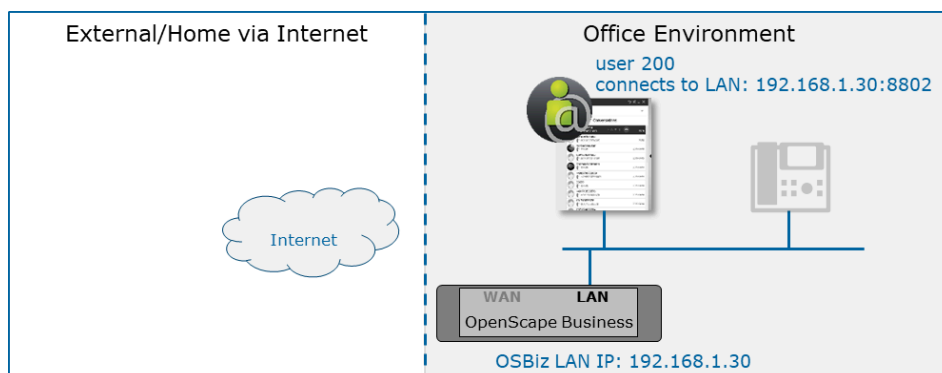 External/Home via Internet
Office Environment
user 200
connects to LAN: 192.168.1.30:8802
@
Internet
WAN LAN
OpenScape Business
OSBiz LAN IP: 192.168.1.30